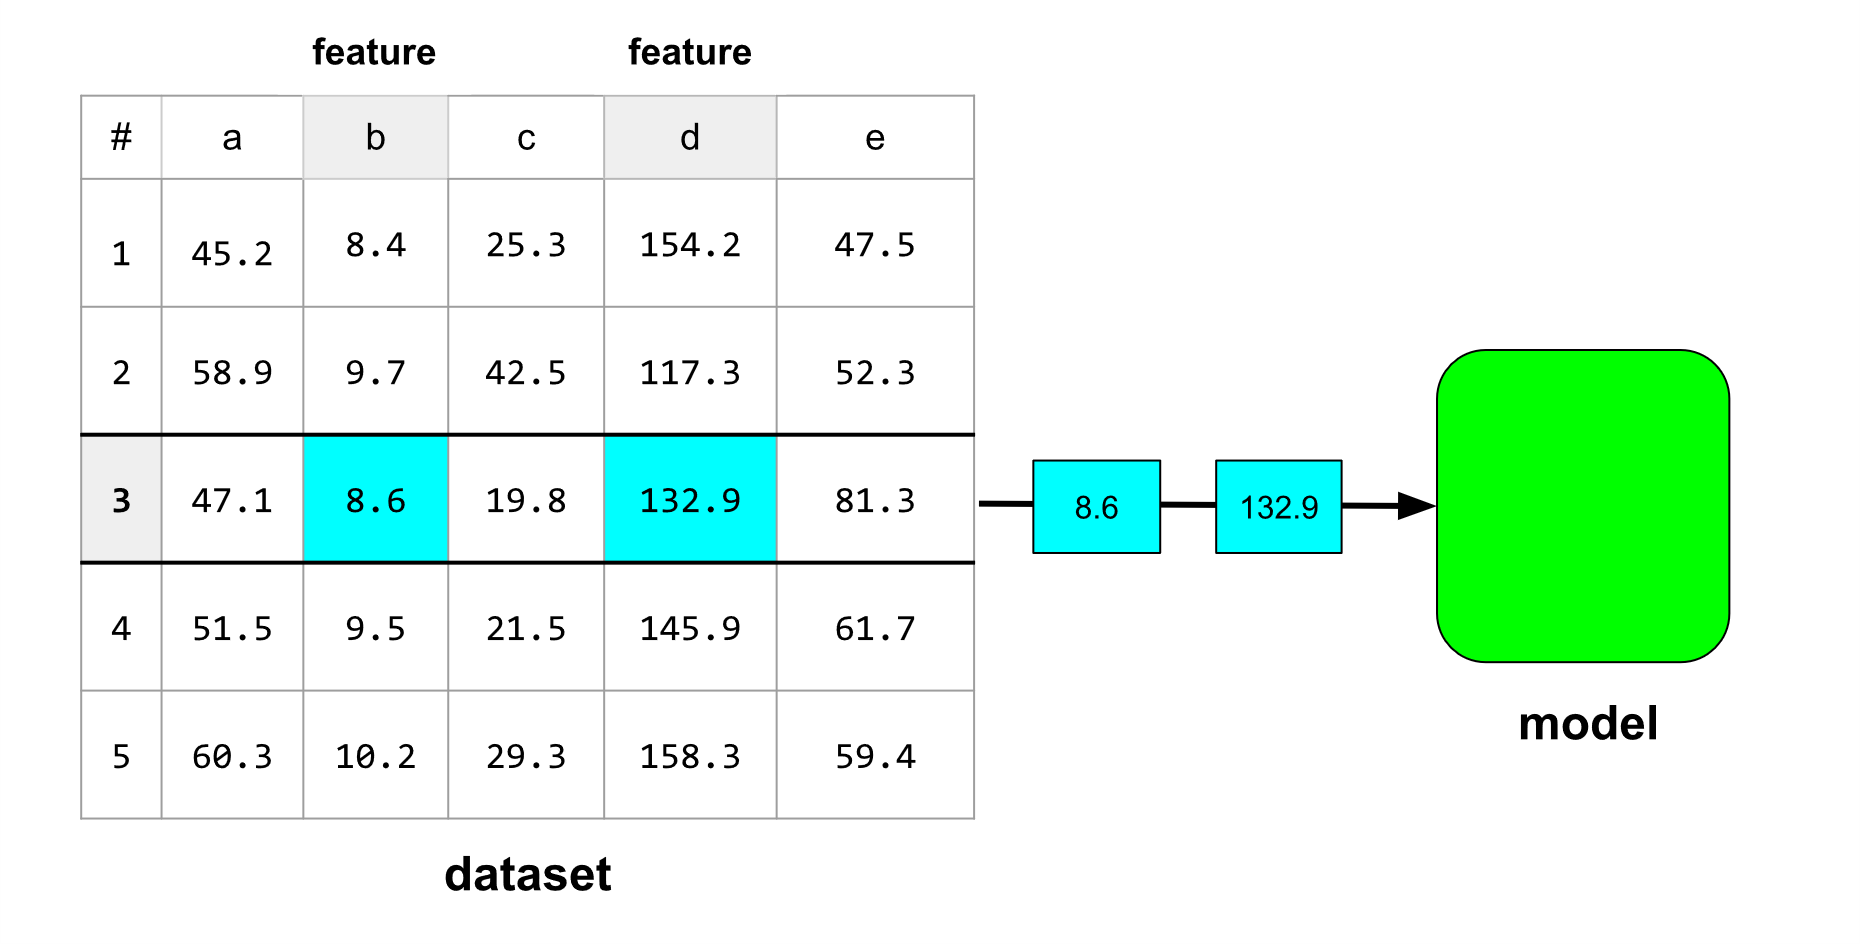 feature feature
# a b c d e
1 45.2 8.4 25.3 154.2 47.5
2 58.9 9.7 42.5 117.3 52.3
3 47.1 8.6 19.8 132.9 81.3
8.6 132.9
4 51.5 9.5 21.5 145.9 61.7
5 60.3 10.2 29.3 158.3 59.4
model
dataset